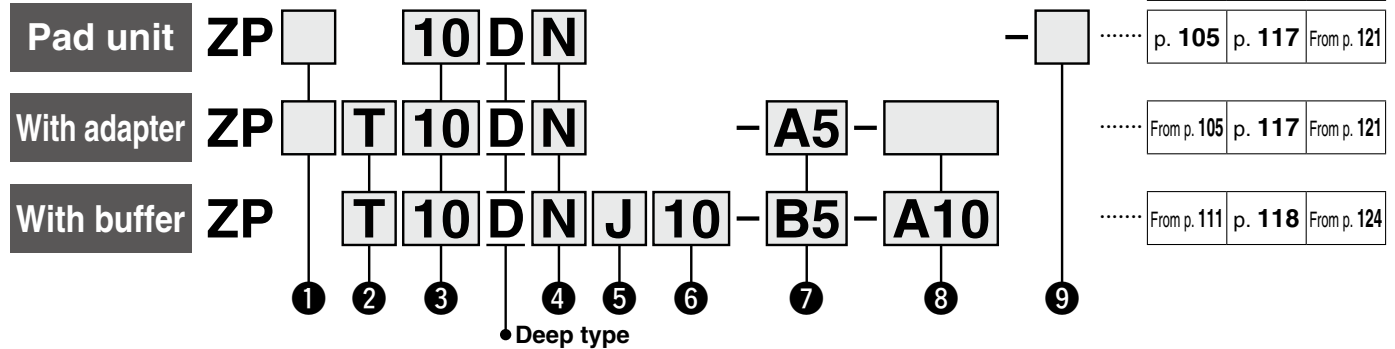 Pad unit ZP 10 D N - ······· p. 105 p. 117 From p. 121
With adapter ZP T 10 D N - A5 - ······· From p. 105 p. 117 From p. 121
With buffer ZP T 10 D N J 10 - B5 - A10 ······· From p. 111 p. 118 From p. 124
❶ ❷ ❸ ❹ ❺ ❻ ❼ ❽ ❾
● Deep type